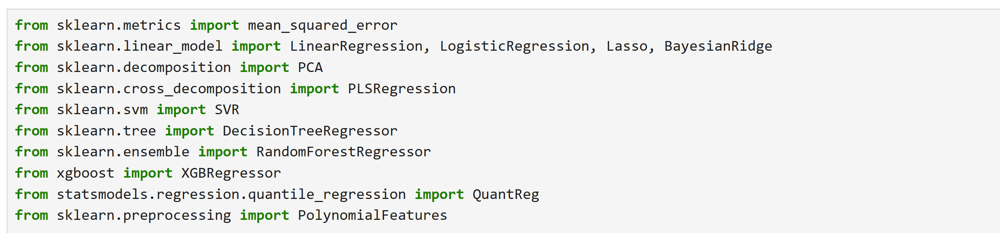 from sklearn.metrics import mean_squared_error
from sklearn.linear_model import LinearRegression, LogisticRegression, Lasso, BayesianRidge
from sklearn.decomposition import PCA
from sklearn.cross_decomposition import PLSRegression
from sklearn.svm import SVR
from sklearn.tree import DecisionTreeRegressor
from sklearn.ensemble import RandomForestRegressor
from xgboost import XGBRegressor
from statsmodels.regression.quantile_regression import QuantReg
from sklearn.preprocessing import PolynomialFeatures